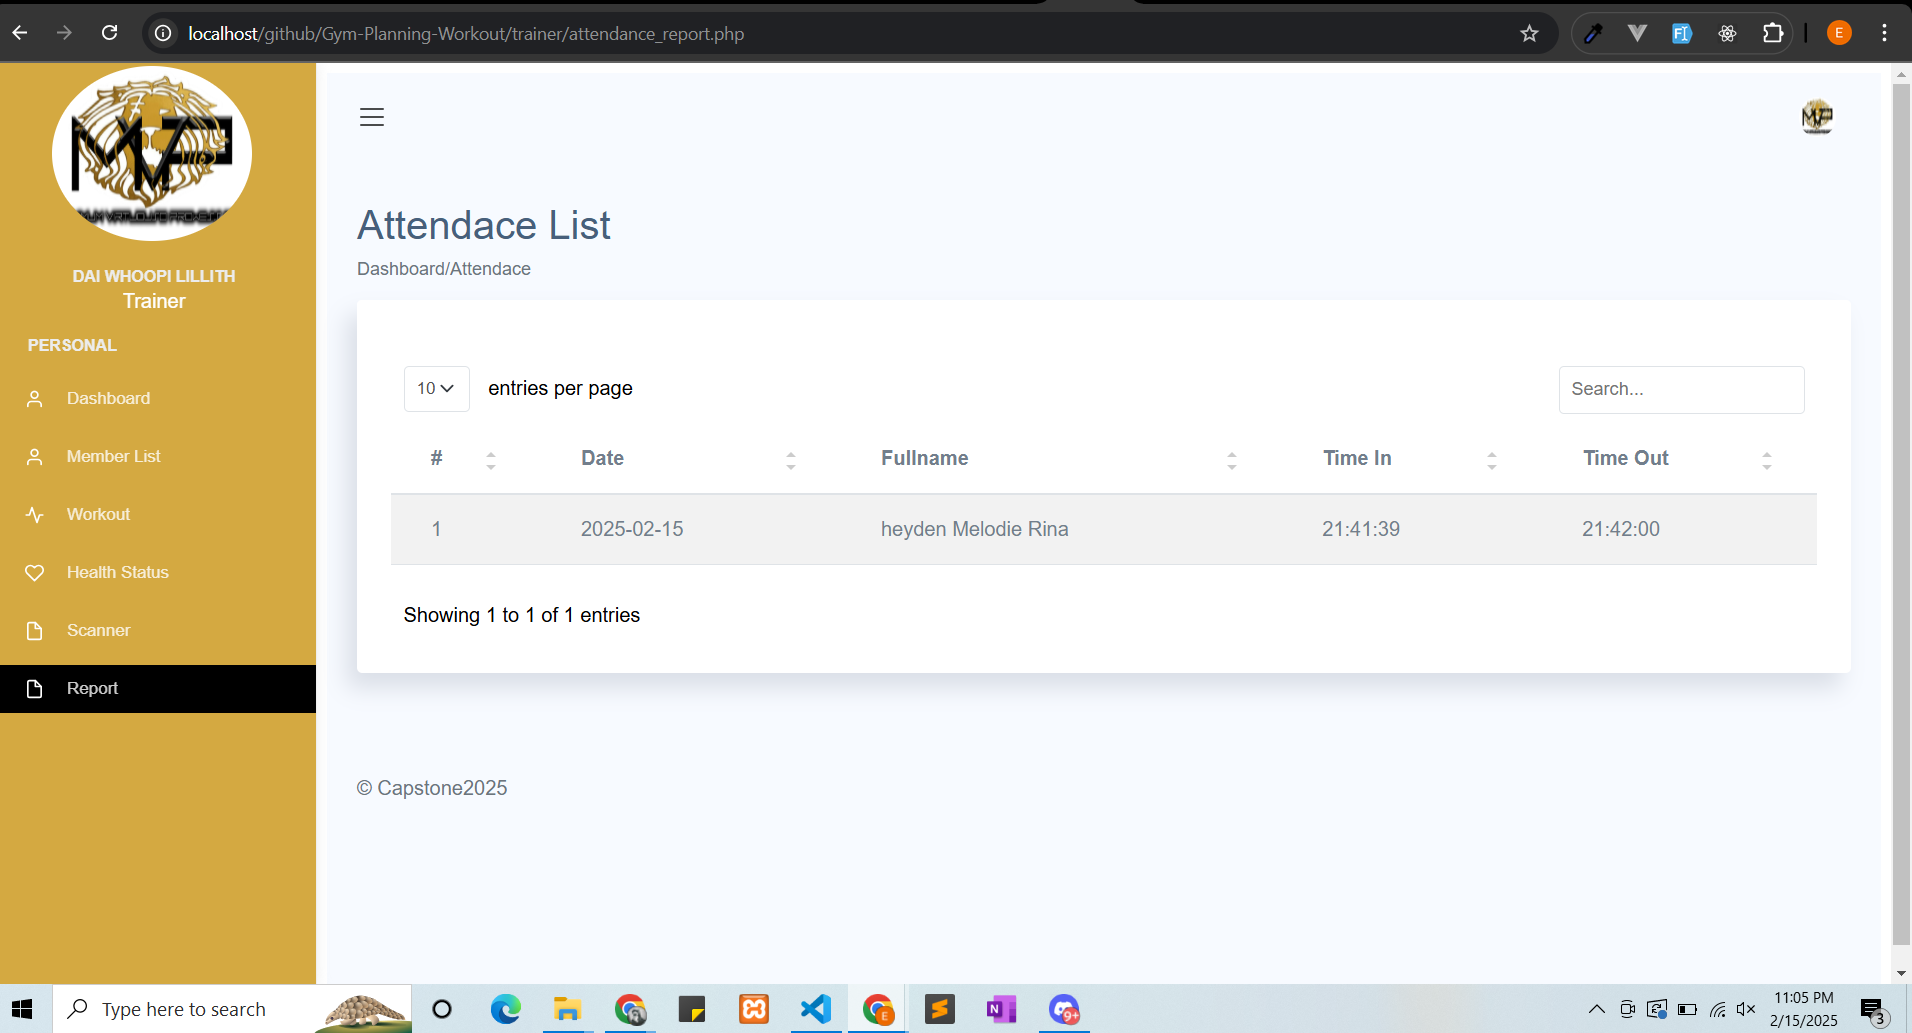 localhost/github/Gym-Planning-Workout/trainer/attendance_report.php
E
MVP
DAI WHOOPI LILLITH
Trainer
PERSONAL
Dashboard
Member List
Workout
Health Status
Scanner
Report
Attendace List
Dashboard/Attendace
10 entries per page
Search...
# Date Fullname Time In Time Out
1 2025-02-15 heyden Melodie Rina 21:41:39 21:42:00
Showing 1 to 1 of 1 entries
© Capstone2025
Type here to search
9+
11:05 PM
2/15/2025
3